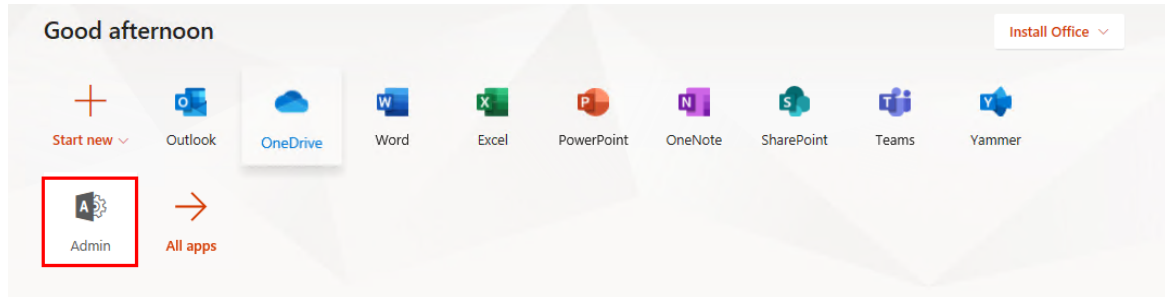 Good afternoon
Install Office
Start new
Outlook
OneDrive
Word
Excel
PowerPoint
OneNote
SharePoint
Teams
Yammer
Admin
All apps